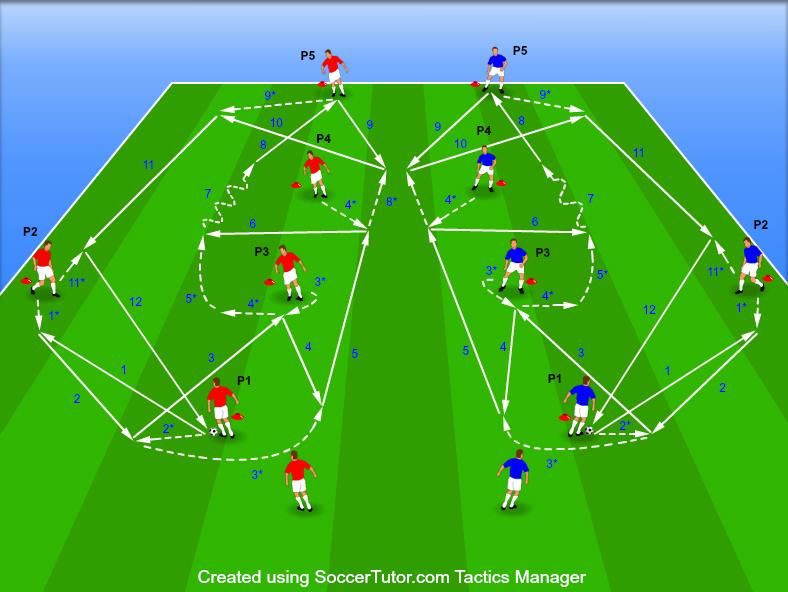 P5 P5
9* 9*
10 9 9 10 8
8 P4 P4
11 11
7 4* 8* 4* 7
P2 6 6 P2
P3 P3
11* 3* 3* 11*
5* 4* 4* 5*
1* 12 12 1*
3 4 5 5 4 3
1 1
2 P1 P1 2
2* 2*
3* 3*
Created using SoccerTutor.com Tactics Manager